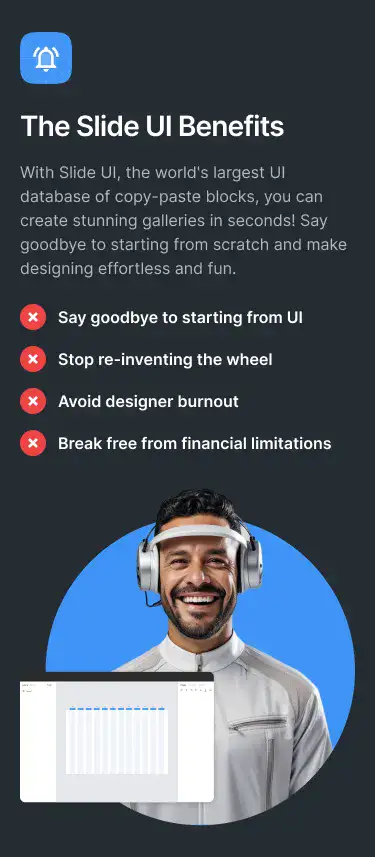 The Slide UI Benefits
With Slide UI, the world's largest UI
database of copy-paste blocks, you can
create stunning galleries in seconds! Say
goodbye to starting from scratch and make
designing effortless and fun.
Say goodbye to starting from UI
Stop re-inventing the wheel
Avoid designer burnout
Break free from financial limitations